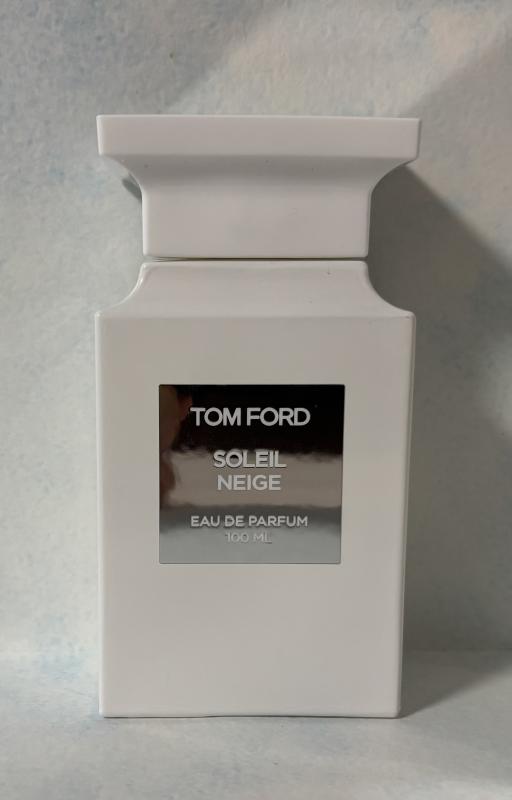 TOM FORD
SOLEIL
NEIGE
EAU DE PARFUM
100 ML